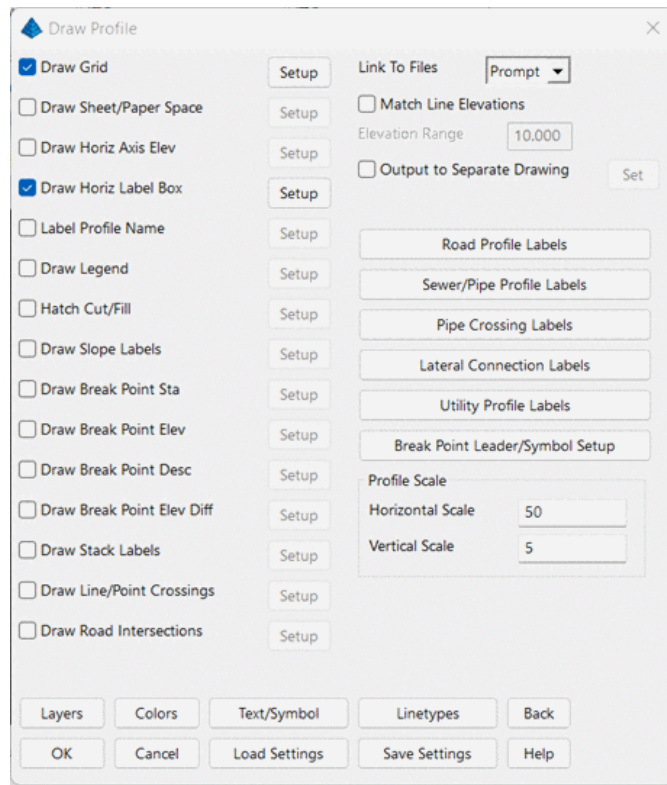 Draw Profile
Draw Grid
Setup
Draw Sheet/Paper Space
Setup
Draw Horiz Axis Elev
Setup
Draw Horiz Label Box
Setup
Label Profile Name
Setup
Draw Legend
Setup
Hatch Cut/Fill
Setup
Draw Slope Labels
Setup
Draw Break Point Sta
Setup
Draw Break Point Elev
Setup
Draw Break Point Desc
Setup
Draw Break Point Elev Diff
Setup
Draw Stack Labels
Setup
Draw Line/Point Crossings
Setup
Draw Road Intersections
Setup
Link To Files
Prompt
Match Line Elevations
Elevation Range
10.000
Output to Separate Drawing
Set
Road Profile Labels
Sewer/Pipe Profile Labels
Pipe Crossing Labels
Lateral Connection Labels
Utility Profile Labels
Break Point Leader/Symbol Setup
Profile Scale
Horizontal Scale
50
Vertical Scale
5
Layers
Colors
Text/Symbol
Linetypes
Back
OK
Cancel
Load Settings
Save Settings
Help